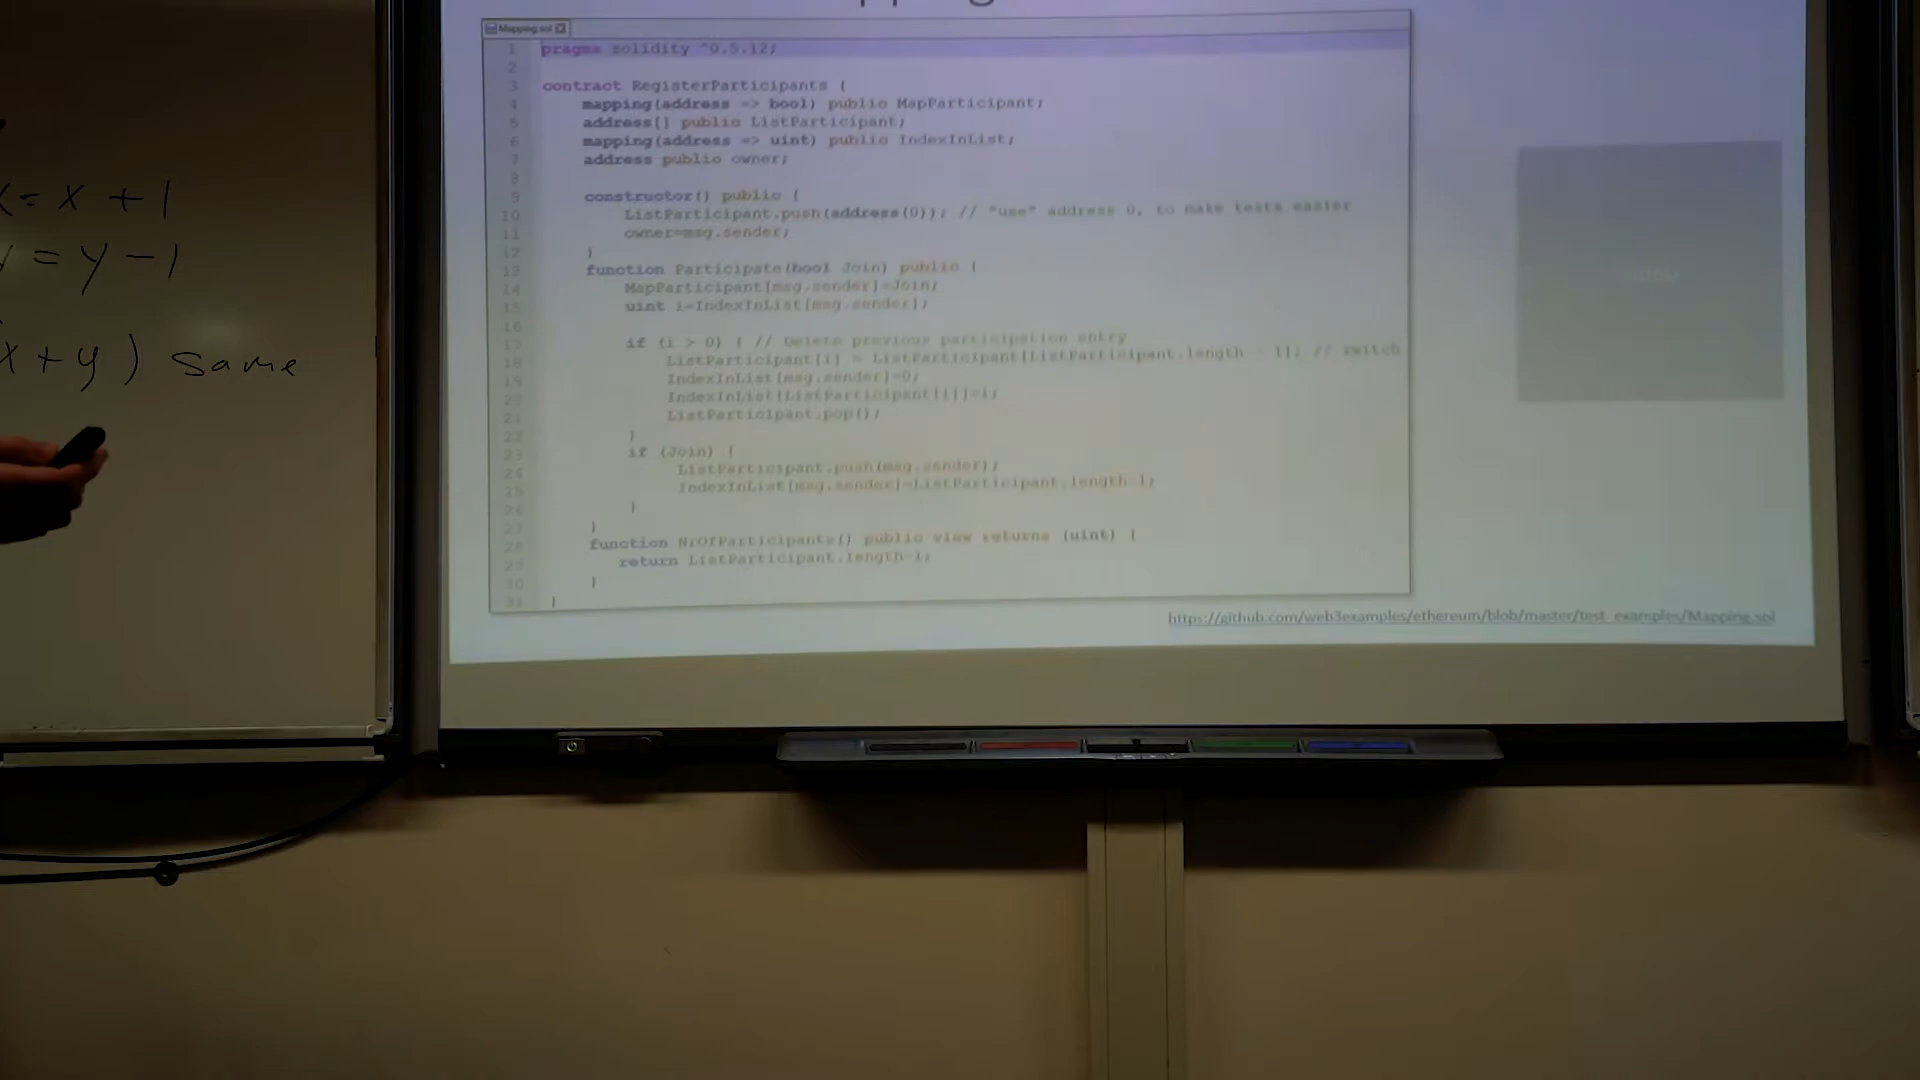 Mapping.sol
1 pragma solidity ^0.5.12;
2
3 contract RegisterParticipants {
4 mapping(address => bool) public MapParticipant;
5 address[] public ListParticipant;
6 mapping(address => uint) public IndexInList;
7 address public owner;
8
9 constructor() public {
10 ListParticipant.push(address(0)); // "use" address 0, to make tests easier
11 owner=msg.sender;
12 }
13 function Participate(bool Join) public {
14 MapParticipant[msg.sender]=Join;
15 uint i=IndexInList[msg.sender];
16
17 if (i > 0) { // Delete previous participation entry
18 ListParticipant[i] = ListParticipant[ListParticipant.length - 1]; // switch
19 IndexInList[msg.sender]=0;
20 IndexInList[ListParticipant[i]]=i;
21 ListParticipant.pop();
22 }
23 if (Join) {
24 ListParticipant.push(msg.sender);
25 IndexInList[msg.sender]=ListParticipant.length-1;
26 }
27 }
28 function NrOfParticipants() public view returns (uint) {
29 return ListParticipant.length-1;
30 }
31 }
https://github.com/web3examples/ethereum/blob/master/test_examples/Mapping.sol
= x + 1
= y - 1
x + y ) same